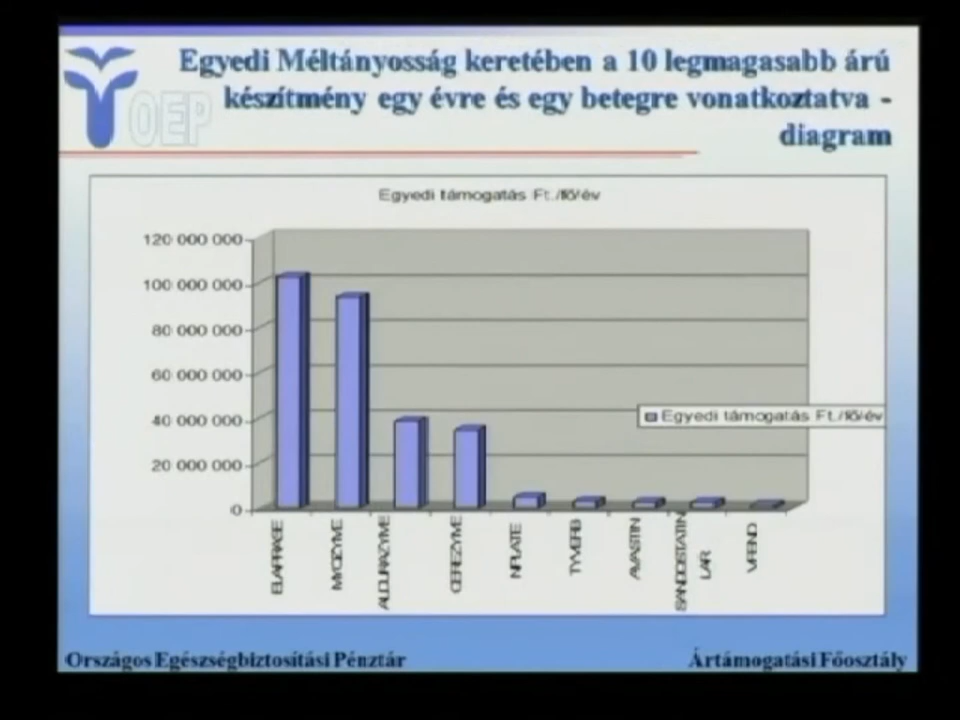 Egyedi Méltányosság keretében a 10 legmagasabb árú
készítmény egy évre és egy betegre vonatkoztatva -
diagram
OEP
Egyedi támogatás Ft./fő/év
120 000 000
100 000 000
80 000 000
60 000 000
40 000 000
20 000 000
0
Egyedi támogatás Ft./fő/év
ELAPRASE
MYOZYME
ALDURAZYME
CEREZYME
NPLATE
TYVERB
AVASTIN
SANDOSTATIN
LAR
VFEND
Országos Egészségbiztosítási Pénztár
Ártámogatási Főosztály